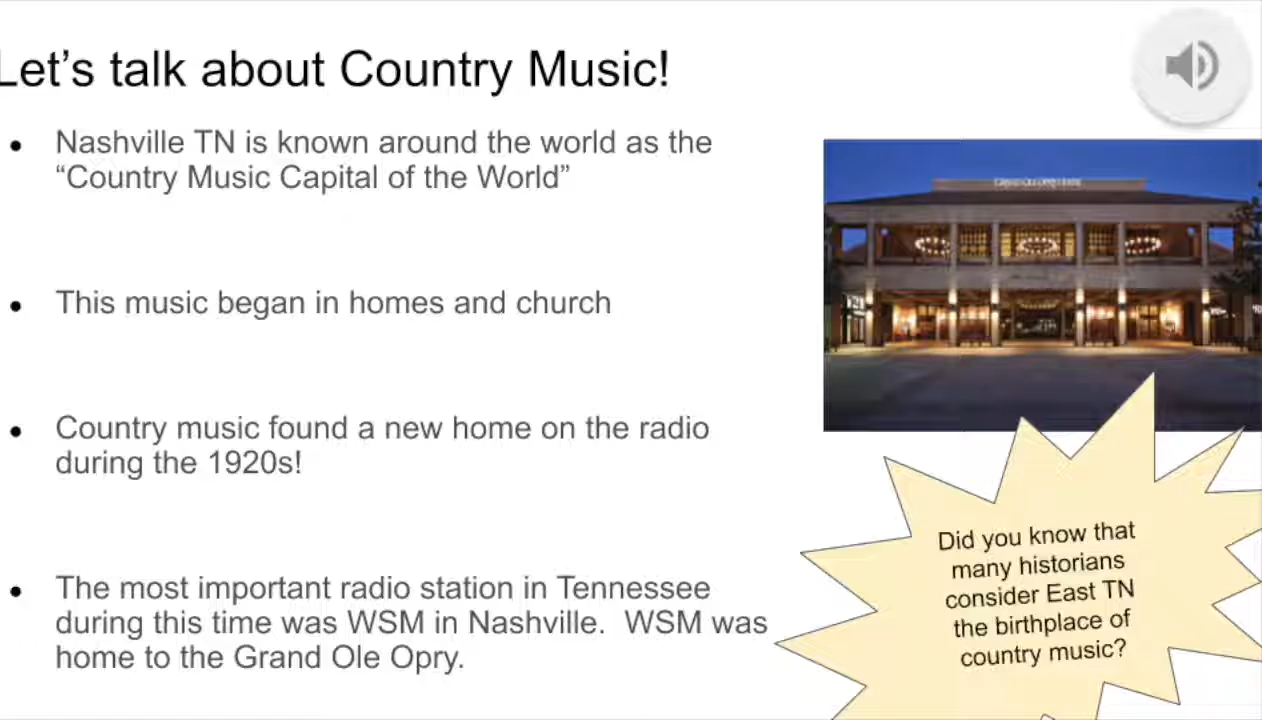 Let’s talk about Country Music!
Nashville TN is known around the world as the
“Country Music Capital of the World”
This music began in homes and church
Country music found a new home on the radio
during the 1920s!
The most important radio station in Tennessee
during this time was WSM in Nashville.  WSM was
home to the Grand Ole Opry.
Did you know that
many historians
consider East TN
the birthplace of
country music?